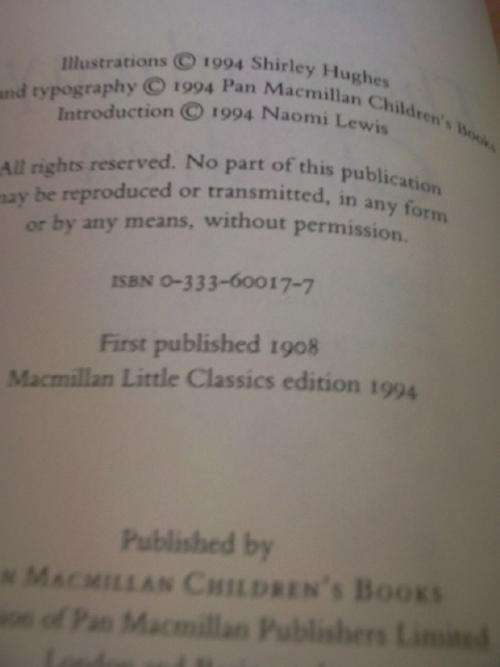 Illustrations © 1994 Shirley Hughes
and typography © 1994 Pan Macmillan Children's Books
Introduction © 1994 Naomi Lewis
All rights reserved. No part of this publication
may be reproduced or transmitted, in any form
or by any means, without permission.
ISBN 0-333-60017-7
First published 1908
Macmillan Little Classics edition 1994
Published by
MACMILLAN CHILDREN'S BOOKS
of Pan Macmillan Publishers Limited
London and